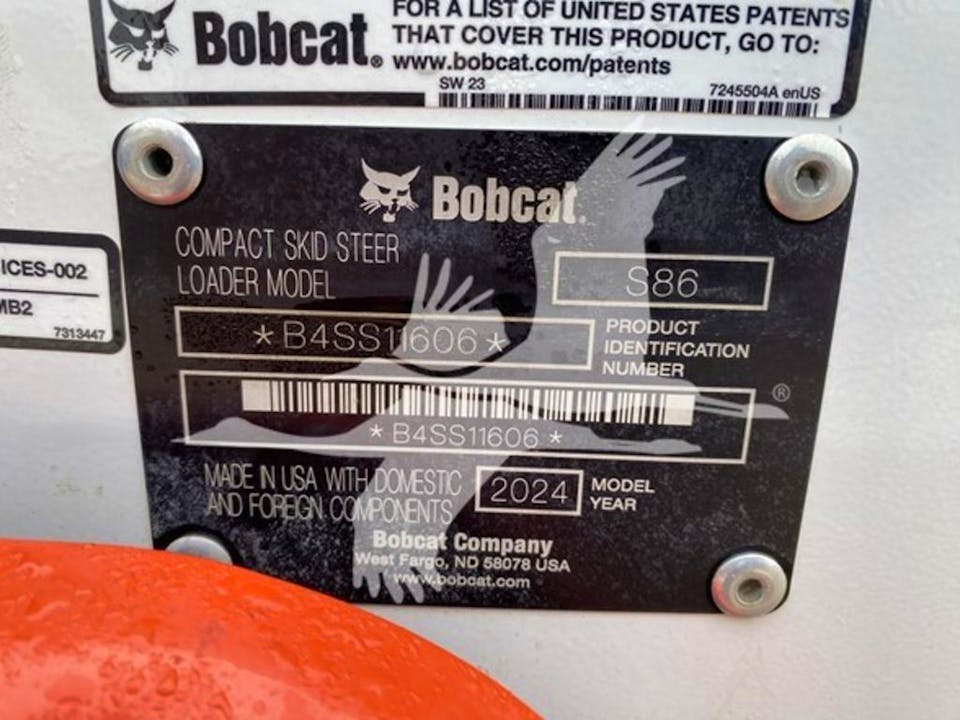 Bobcat®
FOR A LIST OF UNITED STATES PATENTS
THAT COVER THIS PRODUCT, GO TO:
www.bobcat.com/patents
SW 23
7245504A enUS
ICES-002
MB2
7313447
Bobcat.
COMPACT SKID STEER
LOADER MODEL
S86
*B4SS11606*
PRODUCT
IDENTIFICATION
NUMBER
®
*B4SS11606*
MADE IN USA WITH DOMESTIC
AND FOREIGN COMPONENTS
2024
MODEL
YEAR
Bobcat Company
West Fargo, ND 58078 USA
www.bobcat.com